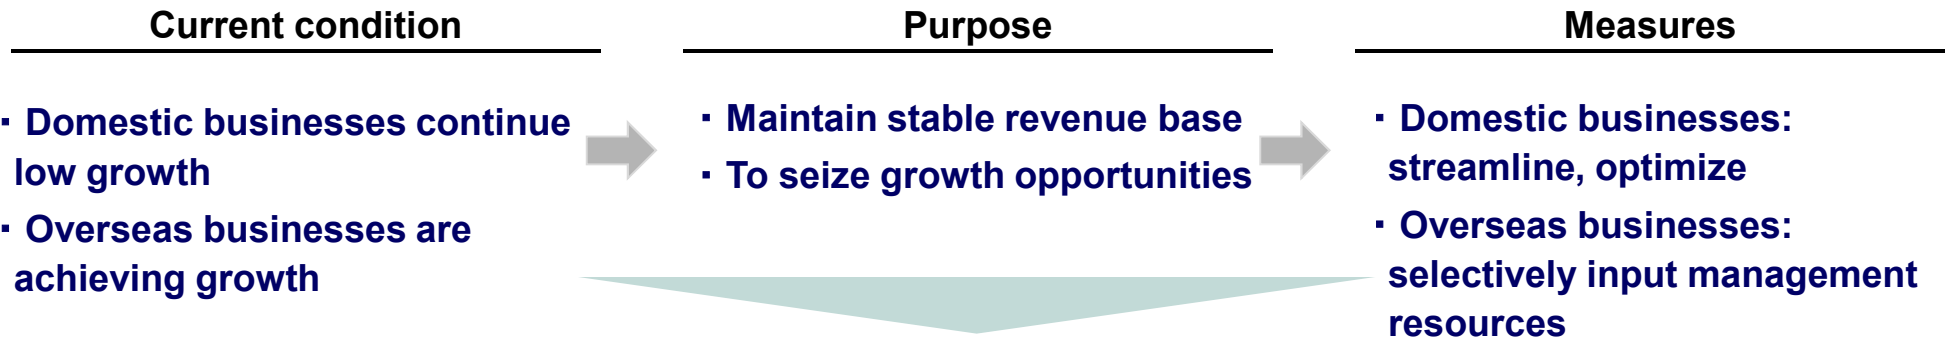 Current condition
・Domestic businesses continue
low growth
・Overseas businesses are
achieving growth
Purpose
・Maintain stable revenue base
・To seize growth opportunities
Measures
・Domestic businesses:
streamline, optimize
・Overseas businesses:
selectively input management
resources